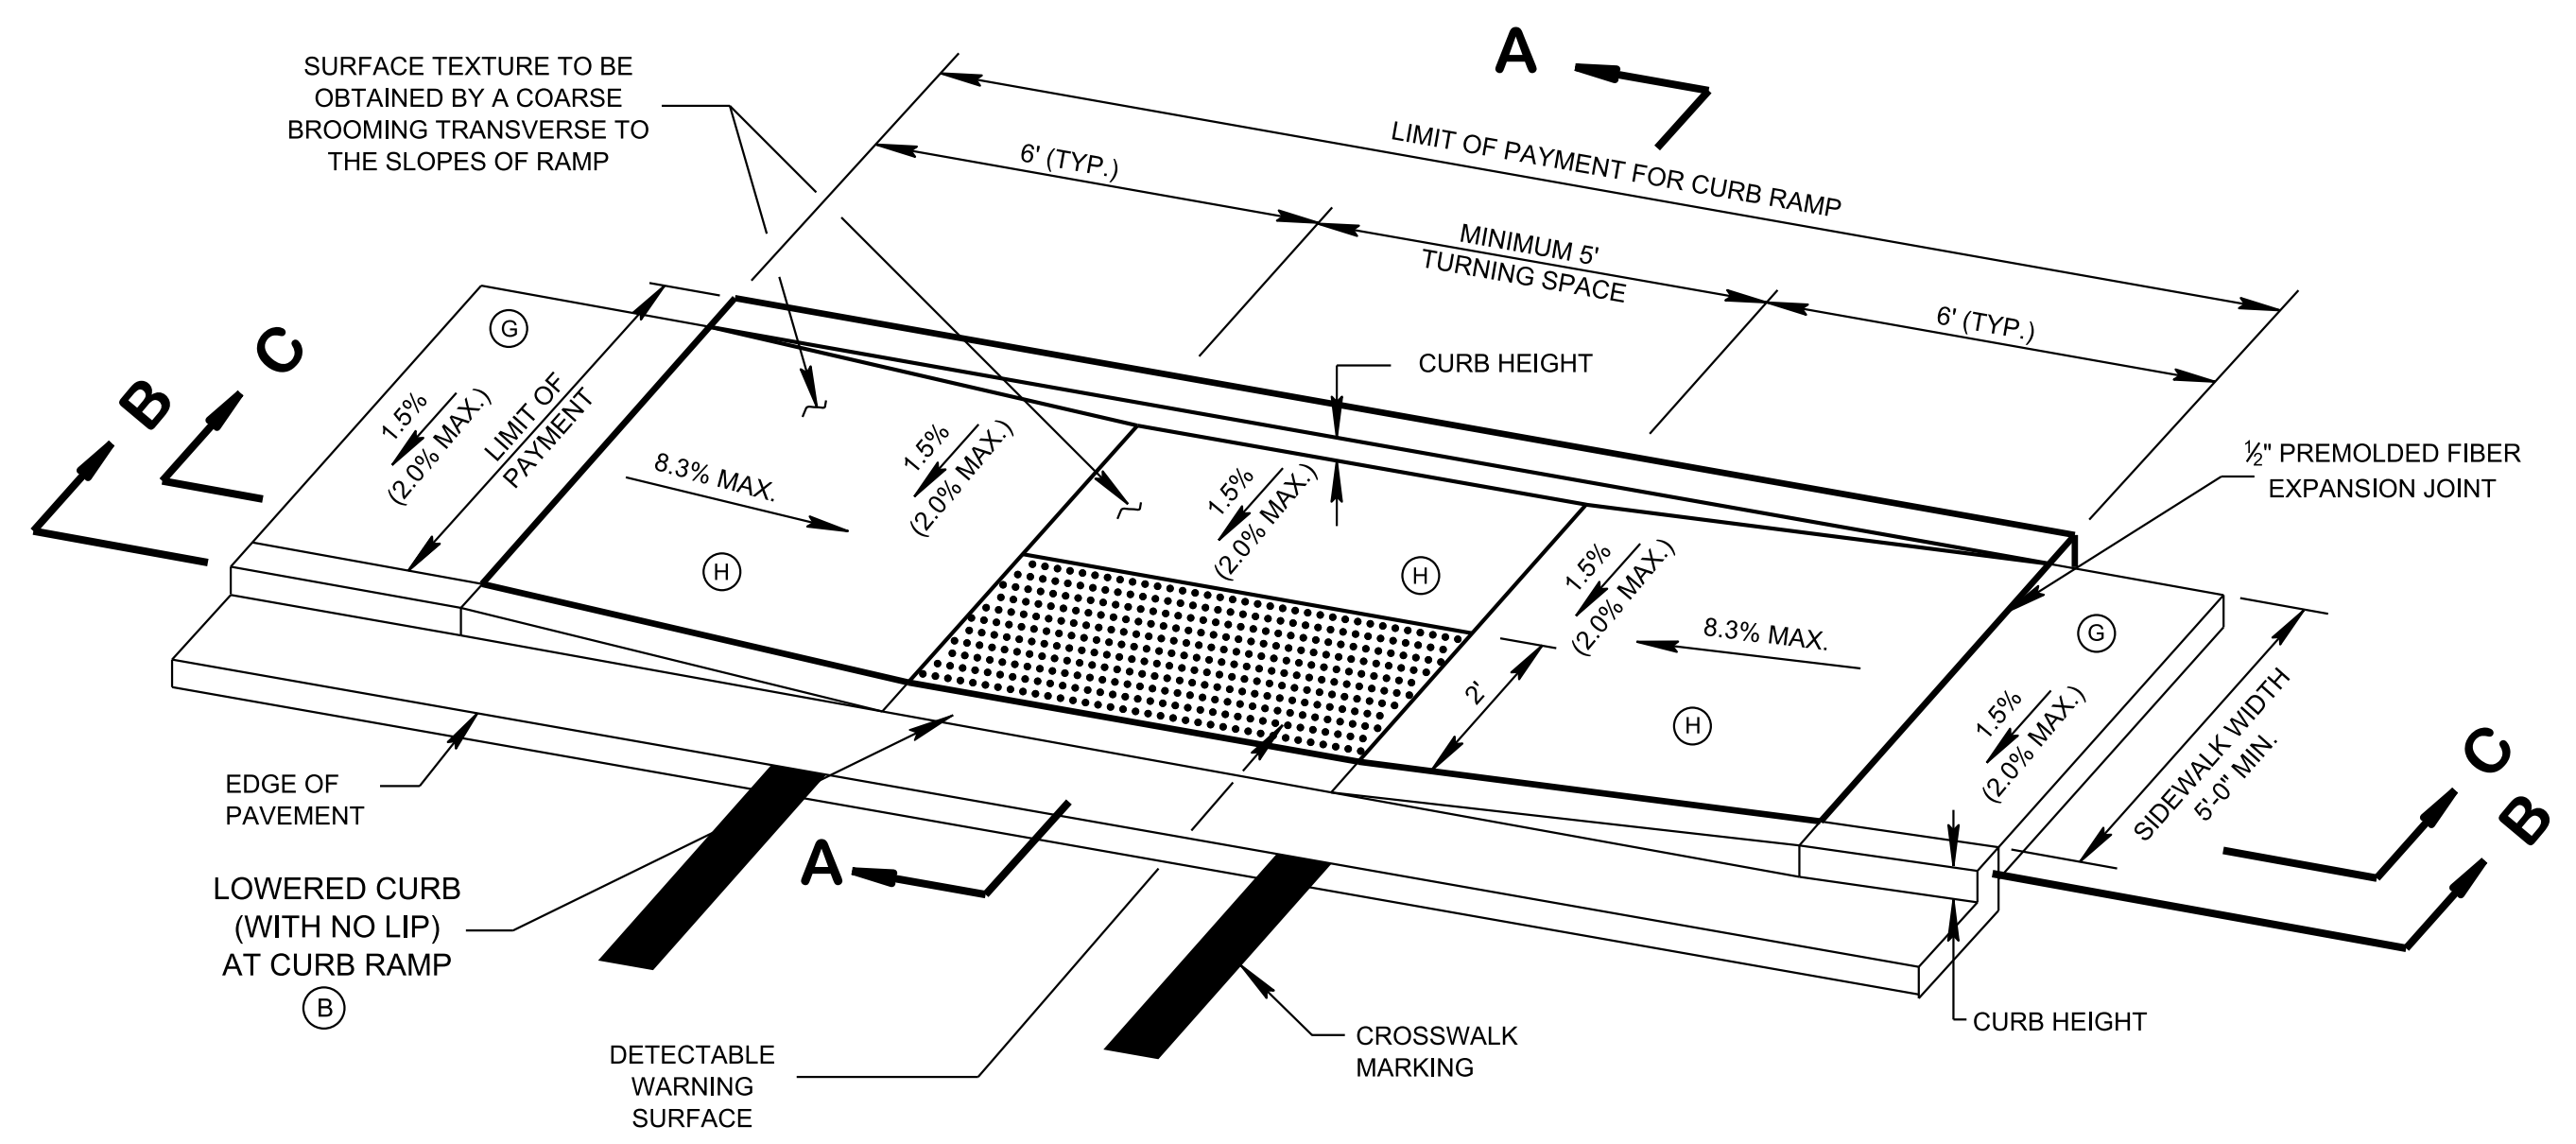 A
SURFACE TEXTURE TO BE
OBTAINED BY A COARSE
BROOMING TRANSVERSE TO
THE SLOPES OF RAMP
LIMIT OF PAYMENT FOR CURB RAMP
6' (TYP.)
MINIMUM 5'
TURNING SPACE
6' (TYP.)
G
C
B
CURB HEIGHT
1.5%
(2.0% MAX.)
LIMIT OF
PAYMENT
8.3% MAX.
1.5%
(2.0% MAX.)
1.5%
(2.0% MAX.)
½" PREMOLDED FIBER
EXPANSION JOINT
H
H
1.5%
(2.0% MAX.)
8.3% MAX.
G
2'
H
1.5%
(2.0% MAX.)
SIDEWALK WIDTH
5'-0" MIN.
C
B
EDGE OF
PAVEMENT
A
LOWERED CURB
(WITH NO LIP)
AT CURB RAMP
B
CURB HEIGHT
CROSSWALK
MARKING
DETECTABLE
WARNING
SURFACE